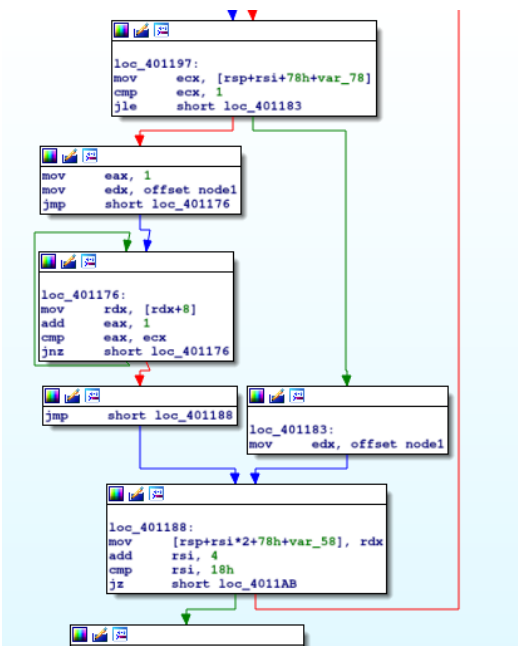 loc_401197:
mov ecx, [rsp+rsi+78h+var_78]
cmp ecx, 1
jle short loc_401183
mov eax, 1
mov edx, offset node1
jmp short loc_401176
loc_401176:
mov rdx, [rdx+8]
add eax, 1
cmp eax, ecx
jnz short loc_401176
jmp short loc_401188
loc_401183:
mov edx, offset node1
loc_401188:
mov [rsp+rsi*2+78h+var_58], rdx
add rsi, 4
cmp rsi, 18h
jz short loc_4011AB